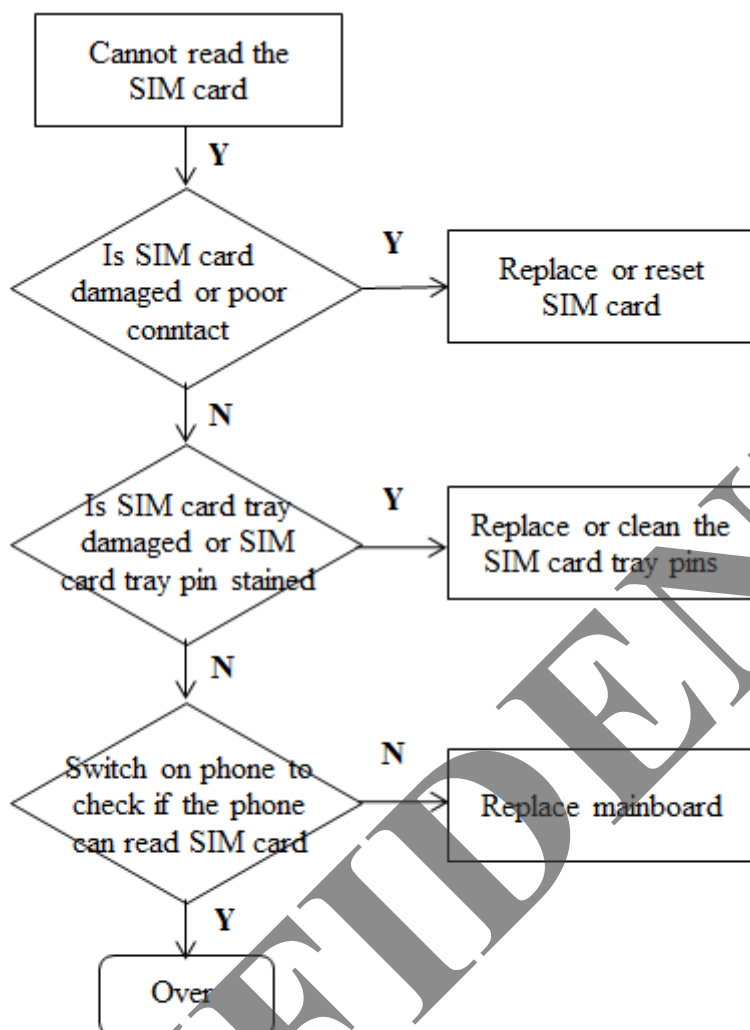 Cannot read the
SIM card
Y
Is SIM card
damaged or poor
conntact
Y
Replace or reset
SIM card
N
Is SIM card tray
damaged or SIM
card tray pin stained
Y
Replace or clean the
SIM card tray pins
N
Switch on phone to
check if the phone
can read SIM card
N
Replace mainboard
Y
Over
FIDEN